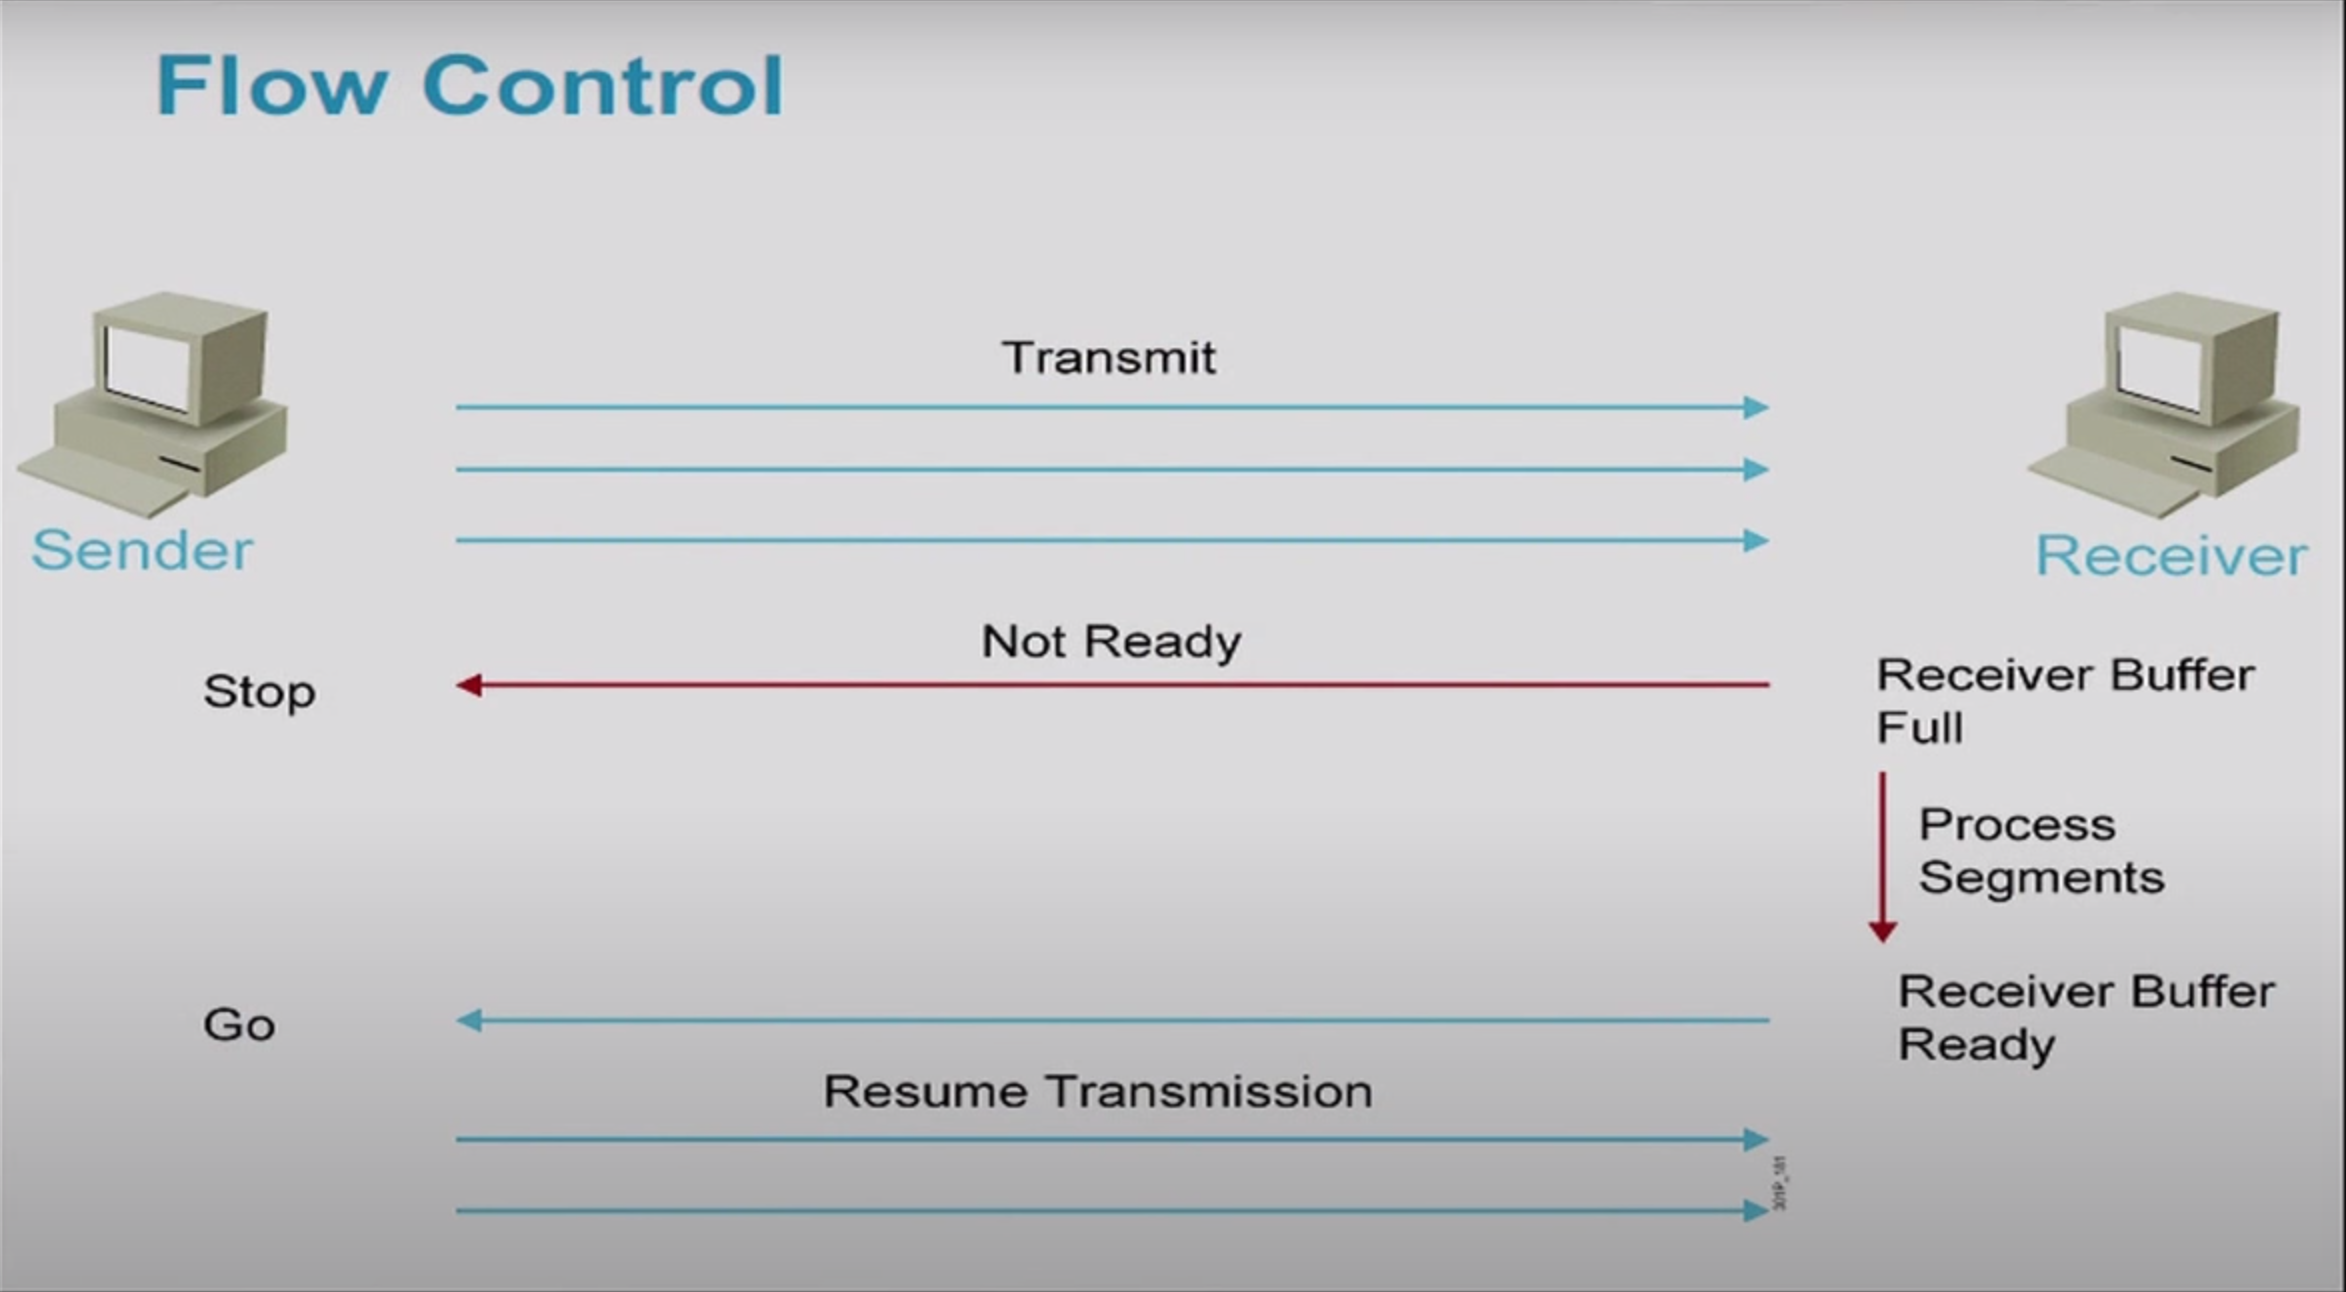 Flow Control
Transmit
Sender
Receiver
Not Ready
Stop
Receiver Buffer
Full
Process
Segments
Go
Receiver Buffer
Ready
Resume Transmission
301P_181